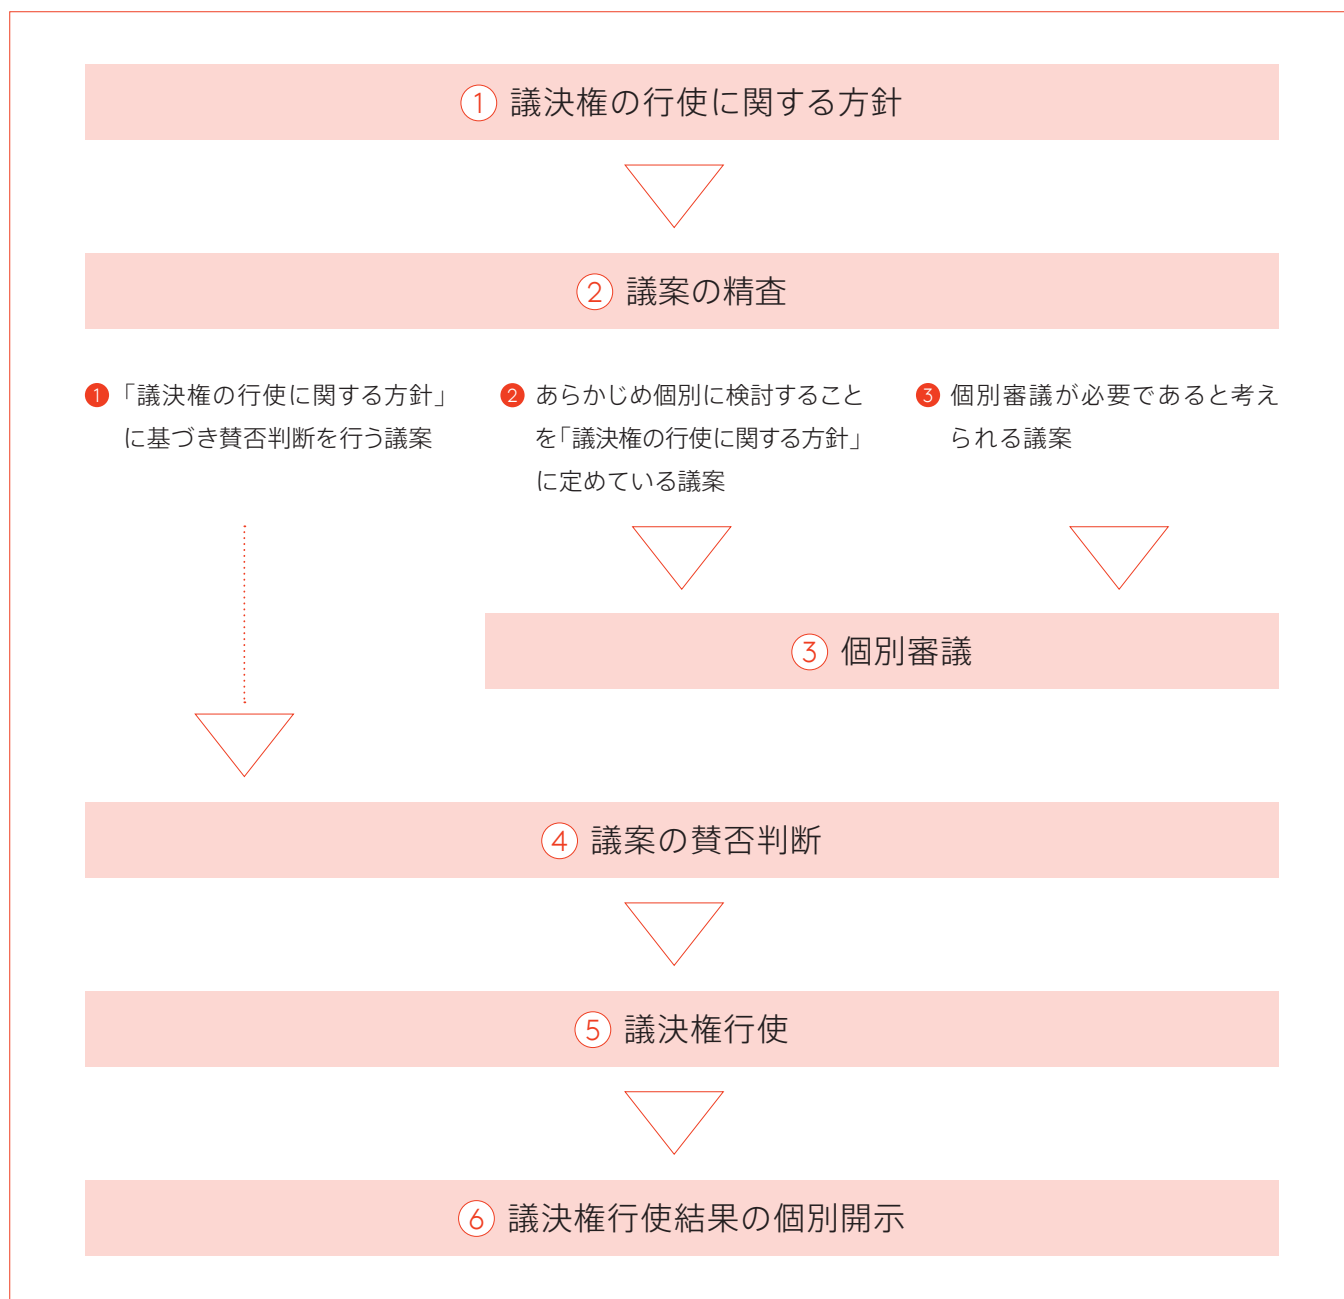 ① 議決権の行使に関する方針
② 議案の精査
❶ 「議決権の行使に関する方針」
に基づき賛否判断を行う議案
❷ あらかじめ個別に検討すること
を「議決権の行使に関する方針」
に定めている議案
❸ 個別審議が必要であると考え
られる議案
③ 個別審議
④ 議案の賛否判断
⑤ 議決権行使
⑥ 議決権行使結果の個別開示